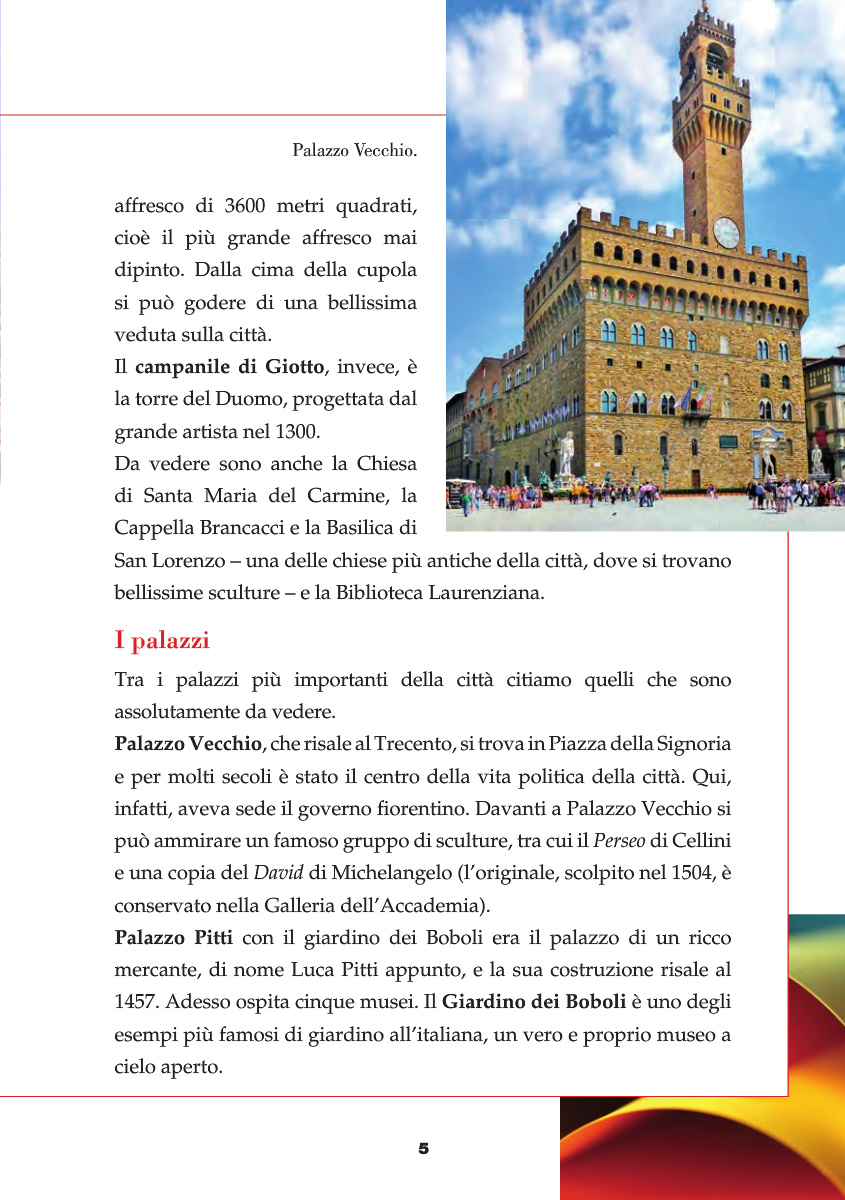 Palazzo Vecchio.
affresco di 3600 metri quadrati,
cioè il più grande affresco mai
dipinto. Dalla cima della cupola
si può godere di una bellissima
veduta sulla città.
Il campanile di Giotto, invece, è
la torre del Duomo, progettata dal
grande artista nel 1300.
Da vedere sono anche la Chiesa
di Santa Maria del Carmine, la
Cappella Brancacci e la Basilica di
San Lorenzo – una delle chiese più antiche della città, dove si trovano
bellissime sculture – e la Biblioteca Laurenziana.
I palazzi
Tra i palazzi più importanti della città citiamo quelli che sono
assolutamente da vedere.
Palazzo Vecchio, che risale al Trecento, si trova in Piazza della Signoria
e per molti secoli è stato il centro della vita politica della città. Qui,
infatti, aveva sede il governo fiorentino. Davanti a Palazzo Vecchio si
può ammirare un famoso gruppo di sculture, tra cui il Perseo di Cellini
e una copia del David di Michelangelo (l'originale, scolpito nel 1504, è
conservato nella Galleria dell'Accademia).
Palazzo Pitti con il giardino dei Boboli era il palazzo di un ricco
mercante, di nome Luca Pitti appunto, e la sua costruzione risale al
1457. Adesso ospita cinque musei. Il Giardino dei Boboli è uno degli
esempi più famosi di giardino all'italiana, un vero e proprio museo a
cielo aperto.
5